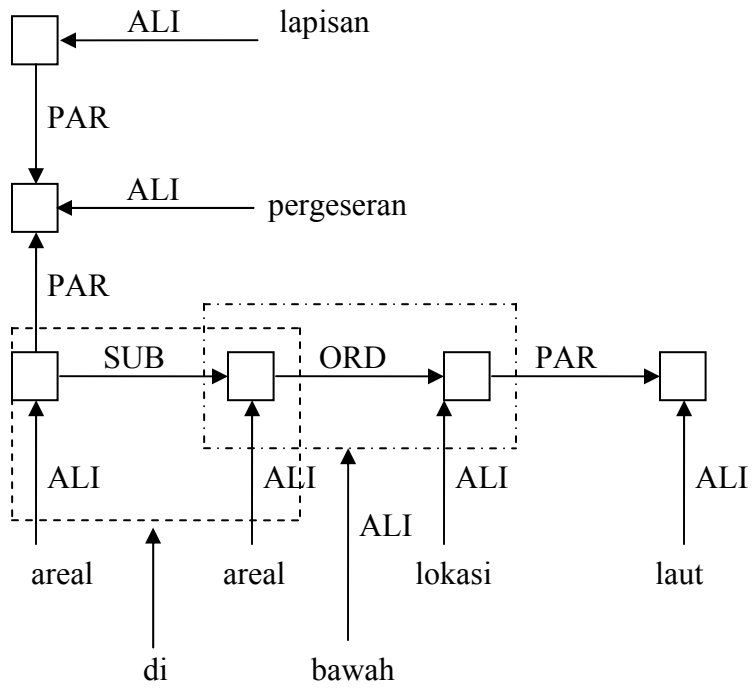 ALI lapisan
PAR
ALI pergeseran
PAR
SUB ORD PAR
ALI ALI ALI ALI
ALI
areal areal lokasi laut
di bawah